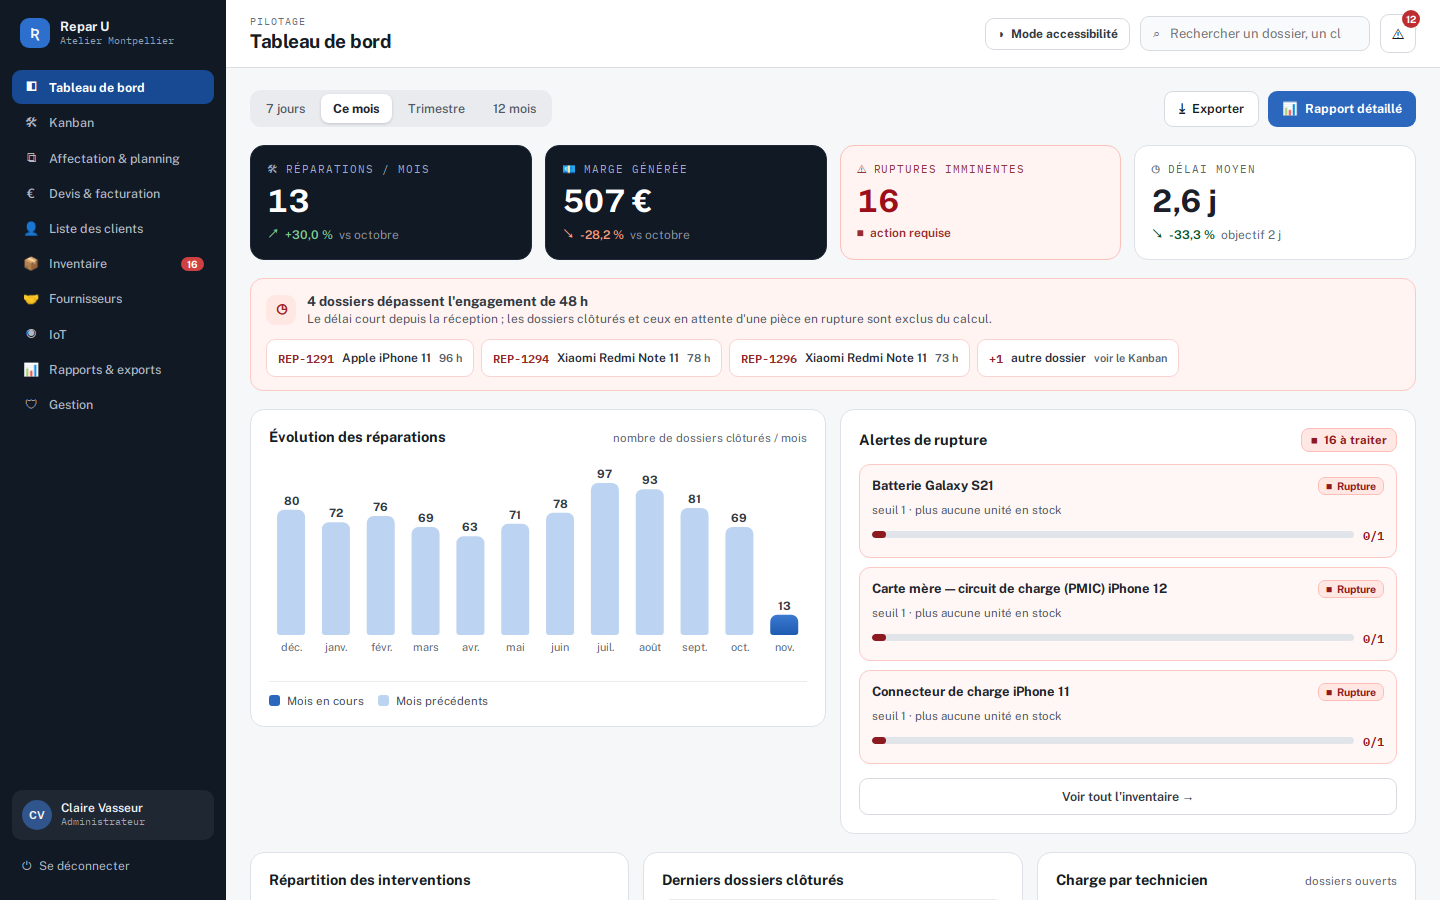 Repar U
Atelier Montpellier
Tableau de bord
Kanban
Affectation & planning
Devis & facturation
Liste des clients
Inventaire 16
Fournisseurs
IoT
Rapports & exports
Gestion
CV Claire Vasseur
Administrateur
Se déconnecter
PILOTAGE
Tableau de bord
Mode accessibilité
Rechercher un dossier, un cl
12
7 jours Ce mois Trimestre 12 mois
Exporter
Rapport détaillé
RÉPARATIONS / MOIS
13
+30,0 % vs octobre
MARGE GÉNÉRÉE
507 €
-28,2 % vs octobre
RUPTURES IMMINENTES
16
action requise
DÉLAI MOYEN
2,6 j
-33,3 % objectif 2 j
4 dossiers dépassent l'engagement de 48 h
Le délai court depuis la réception ; les dossiers clôturés et ceux en attente d'une pièce en rupture sont exclus du calcul.
REP-1291 Apple iPhone 11 96 h
REP-1294 Xiaomi Redmi Note 11 78 h
REP-1296 Xiaomi Redmi Note 11 73 h
+1 autre dossier voir le Kanban
Évolution des réparations
nombre de dossiers clôturés / mois
80 72 76 69 63 71 78 97 93 81 69 13
déc. janv. févr. mars avr. mai juin juil. août sept. oct. nov.
Mois en cours Mois précédents
Alertes de rupture
16 à traiter
Batterie Galaxy S21
Rupture
seuil 1 · plus aucune unité en stock
0/1
Carte mère — circuit de charge (PMIC) iPhone 12
Rupture
seuil 1 · plus aucune unité en stock
0/1
Connecteur de charge iPhone 11
Rupture
seuil 1 · plus aucune unité en stock
0/1
Voir tout l'inventaire →
Répartition des interventions
Derniers dossiers clôturés
Charge par technicien
dossiers ouverts